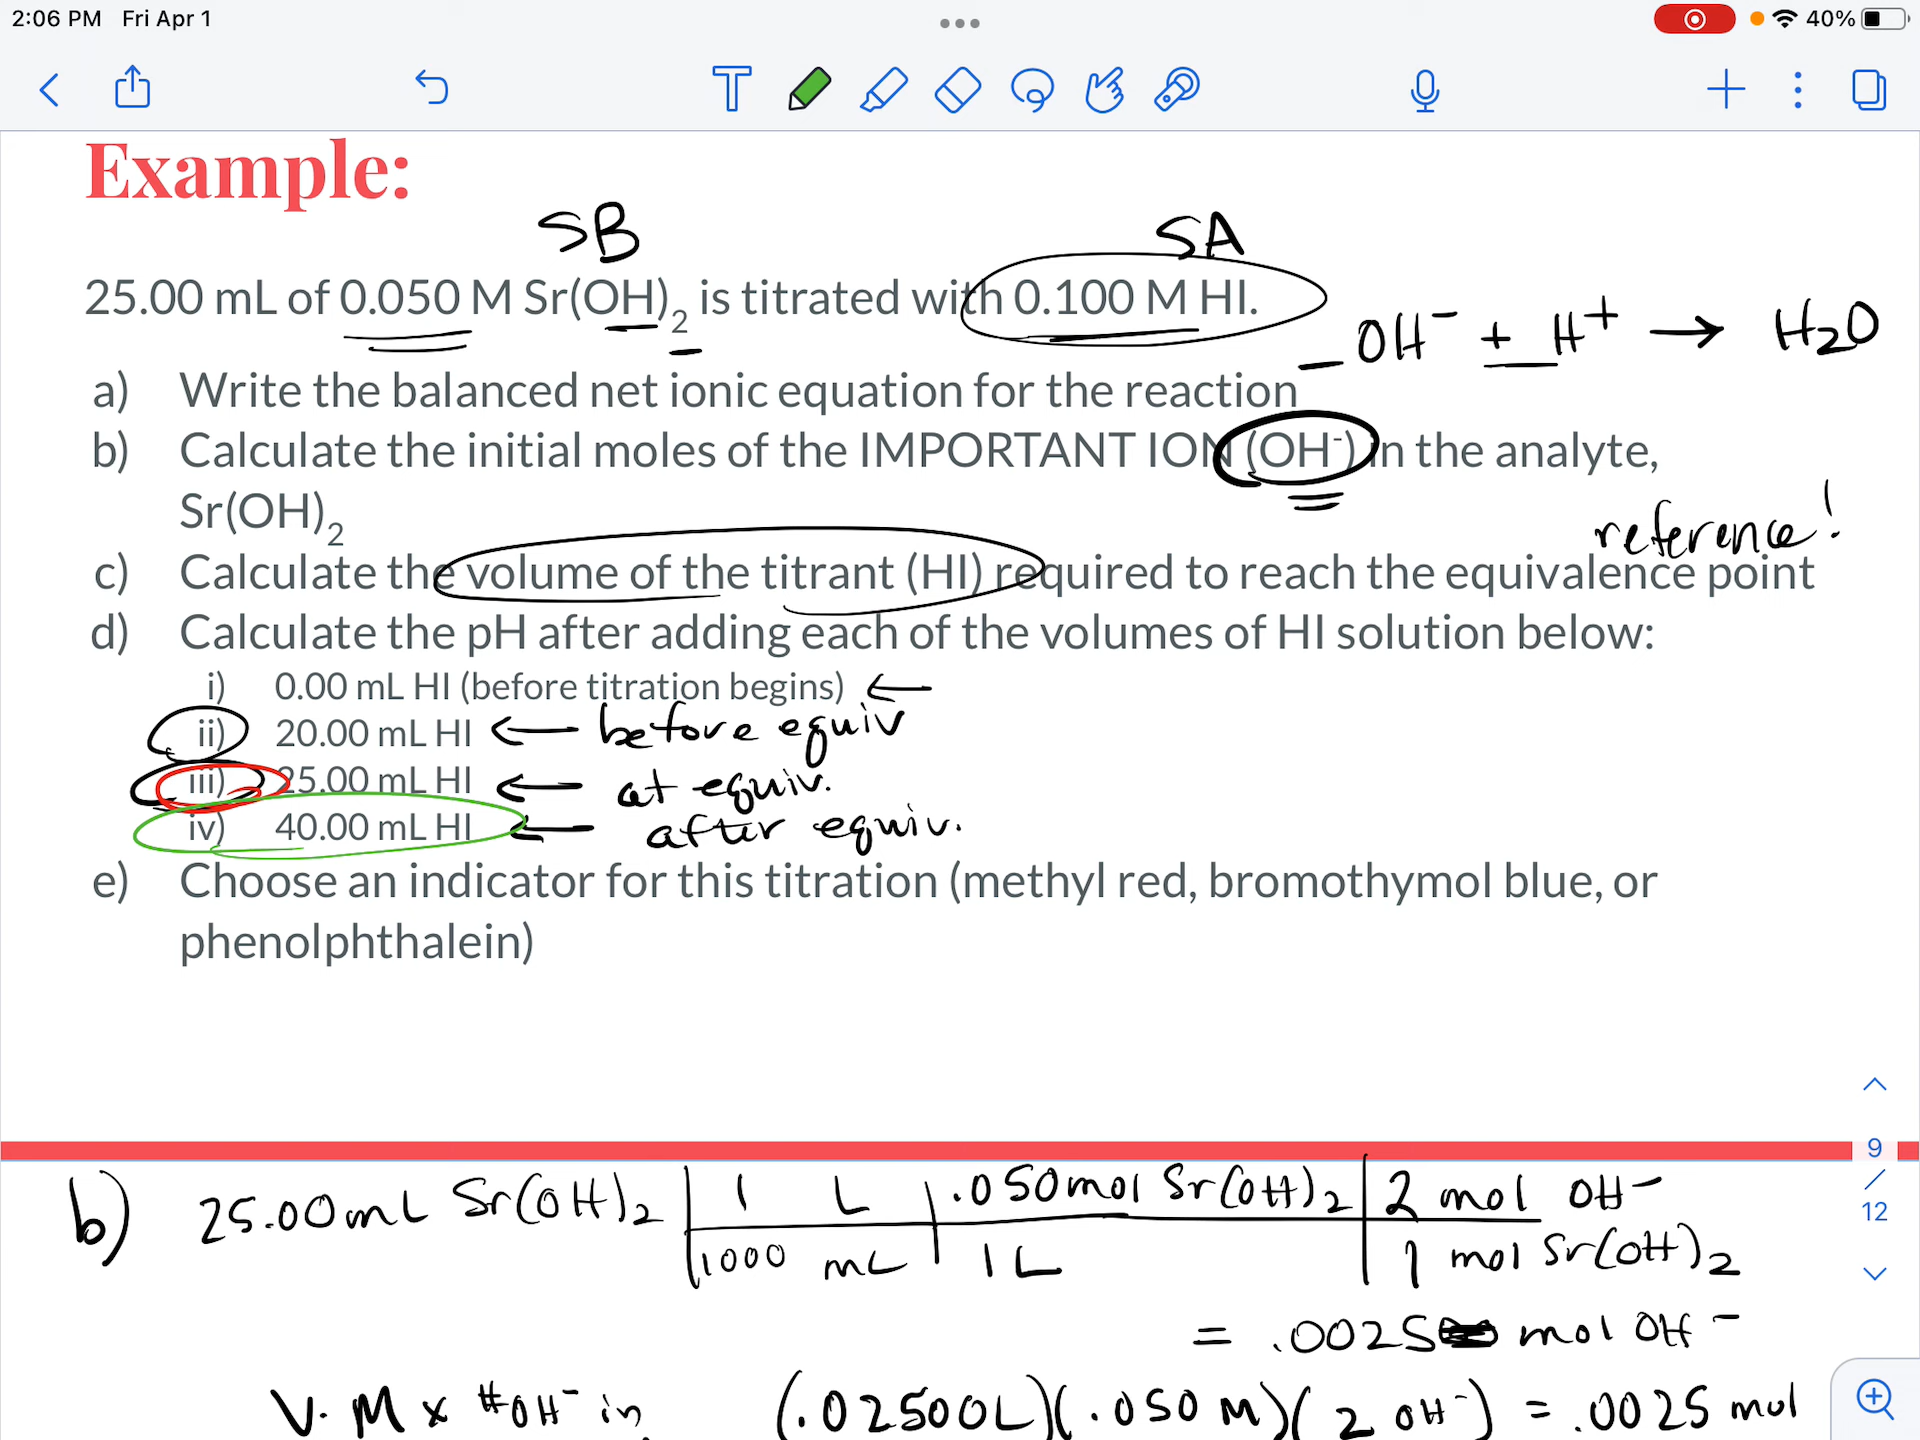 2:06 PM Fri Apr 1
40%
Example:
SB SA
25.00 mL of 0.050 M Sr(OH)₂ is titrated with 0.100 M HI.
_OH⁻ + _H⁺ → H₂O
a) Write the balanced net ionic equation for the reaction
b) Calculate the initial moles of the IMPORTANT ION (OH⁻) in the analyte,
Sr(OH)₂
reference!
c) Calculate the volume of the titrant (HI) required to reach the equivalence point
d) Calculate the pH after adding each of the volumes of HI solution below:
i) 0.00 mL HI (before titration begins) ←
ii) 20.00 mL HI ← before equiv
iii) 25.00 mL HI ← at equiv.
iv) 40.00 mL HI ← after equiv.
e) Choose an indicator for this titration (methyl red, bromothymol blue, or
phenolphthalein)
9
/
12
b) 25.00mL Sr(OH)₂ | 1 L | .050mol Sr(OH)₂ | 2 mol OH⁻
1000 mL | 1L | 1 mol Sr(OH)₂
= .0025 mol OH⁻
V· M x #OH⁻ in (.02500L)(.050 M)(2 OH⁻) = .0025 mol